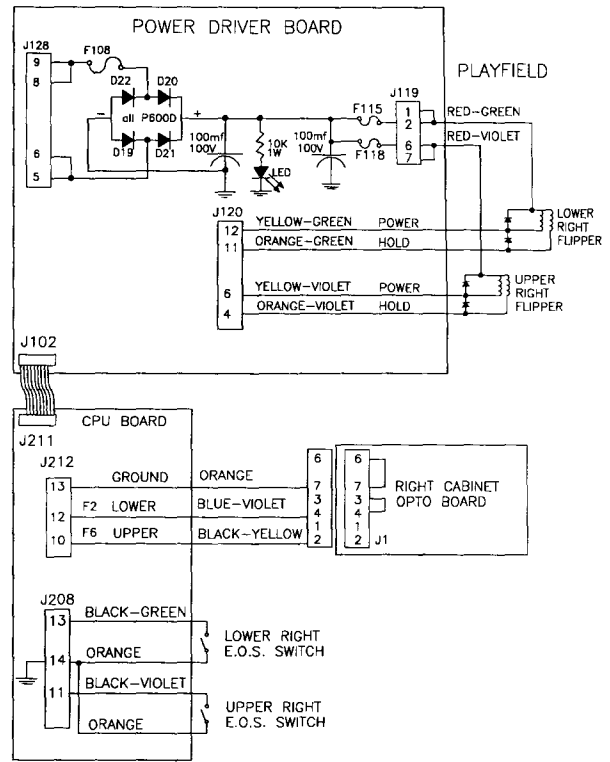 POWER DRIVER BOARD
J128
F108
9
8
6
5
D22
D20
all P600D
D19
D21
–
+
100mf
100V
10K
1W
LED
100mf
100V
F115
F118
J119
1
2
6
7
PLAYFIELD
RED–GREEN
RED–VIOLET
J120
12
11
6
4
YELLOW–GREEN POWER
ORANGE–GREEN HOLD
YELLOW–VIOLET POWER
ORANGE–VIOLET HOLD
LOWER
RIGHT
FLIPPER
UPPER
RIGHT
FLIPPER
J102
J211
CPU BOARD
J212
13
12
10
GROUND ORANGE
F2 LOWER BLUE–VIOLET
F6 UPPER BLACK–YELLOW
6
7
3
4
1
2
6
7
3
4
1
2
J1
RIGHT CABINET
OPTO BOARD
J208
13
14
11
BLACK–GREEN
ORANGE
BLACK–VIOLET
ORANGE
LOWER RIGHT
E.O.S. SWITCH
UPPER RIGHT
E.O.S. SWITCH